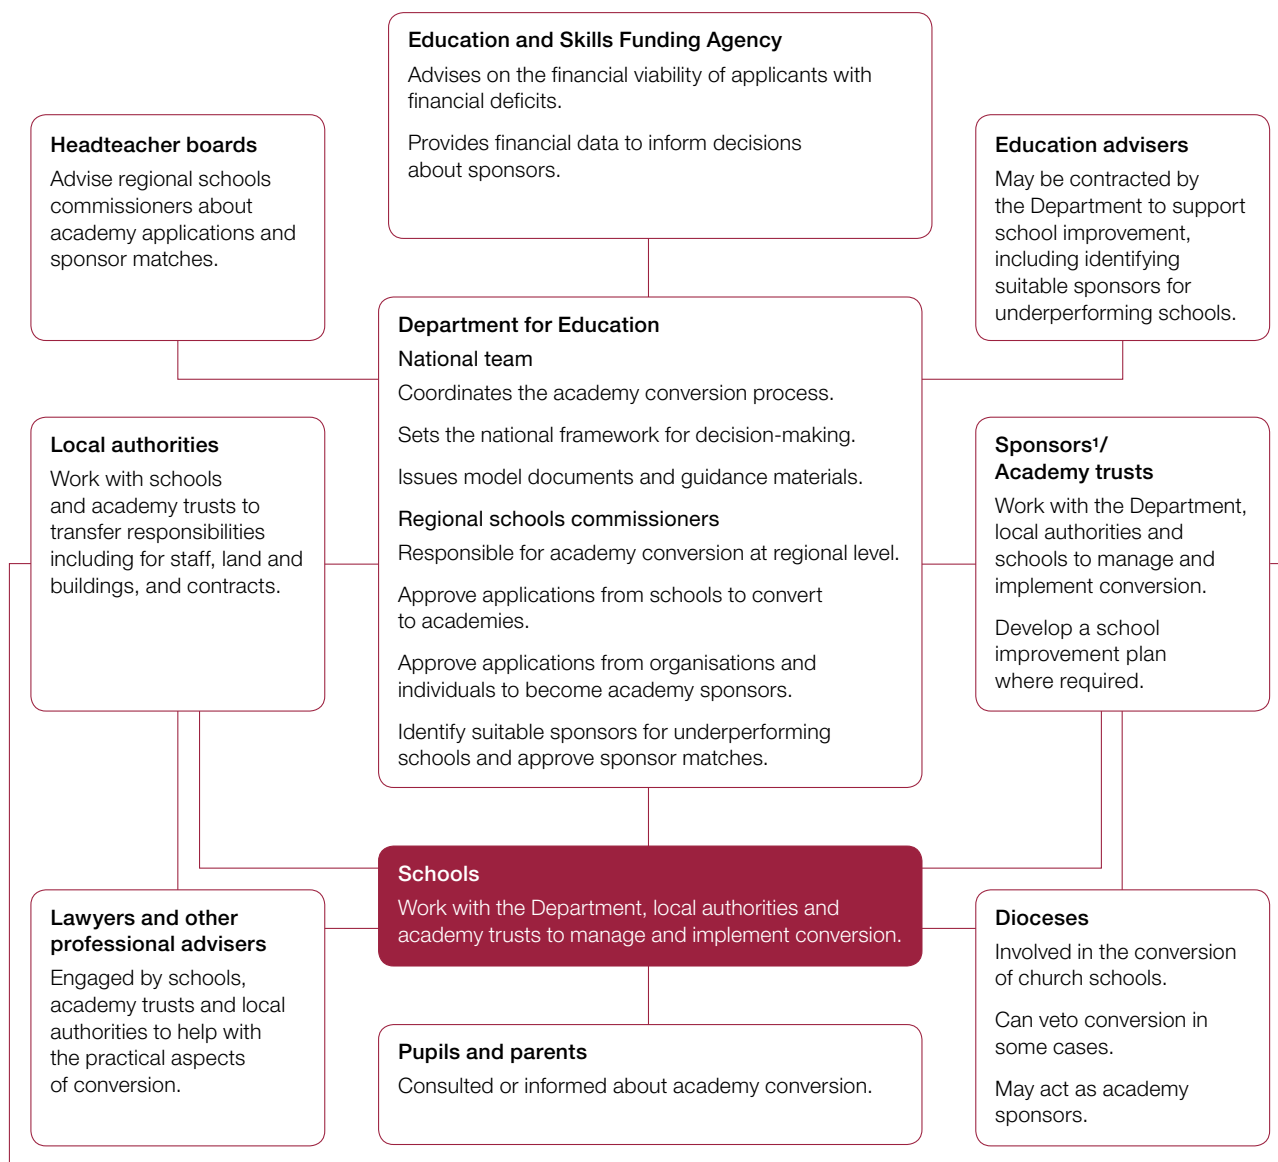 Education and Skills Funding Agency
Advises on the financial viability of applicants with
financial deficits.
Provides financial data to inform decisions
about sponsors.
Headteacher boards
Advise regional schools
commissioners about
academy applications and
sponsor matches.
Education advisers
May be contracted by
the Department to support
school improvement,
including identifying
suitable sponsors for
underperforming schools.
Department for Education
National team
Coordinates the academy conversion process.
Sets the national framework for decision-making.
Issues model documents and guidance materials.
Regional schools commissioners
Responsible for academy conversion at regional level.
Approve applications from schools to convert
to academies.
Approve applications from organisations and
individuals to become academy sponsors.
Identify suitable sponsors for underperforming
schools and approve sponsor matches.
Local authorities
Work with schools
and academy trusts to
transfer responsibilities
including for staff, land and
buildings, and contracts.
Sponsors¹/
Academy trusts
Work with the Department,
local authorities and
schools to manage and
implement conversion.
Develop a school
improvement plan
where required.
Schools
Work with the Department, local authorities and
academy trusts to manage and implement conversion.
Lawyers and other
professional advisers
Engaged by schools,
academy trusts and local
authorities to help with
the practical aspects
of conversion.
Pupils and parents
Consulted or informed about academy conversion.
Dioceses
Involved in the conversion
of church schools.
Can veto conversion in
some cases.
May act as academy
sponsors.